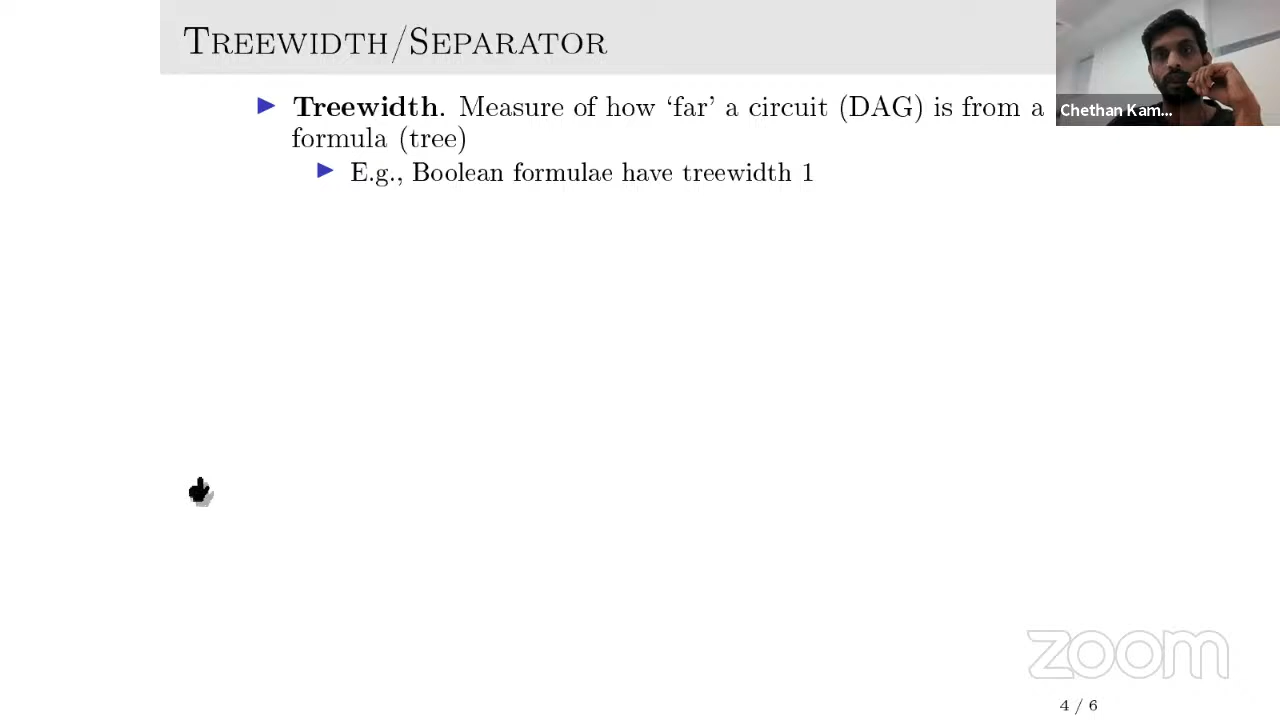 TREEWIDTH/SEPARATOR
▶ Treewidth. Measure of how ‘far’ a circuit (DAG) is from a
formula (tree)
▶ E.g., Boolean formulae have treewidth 1
Chethan Kam...
zoom
4 / 6